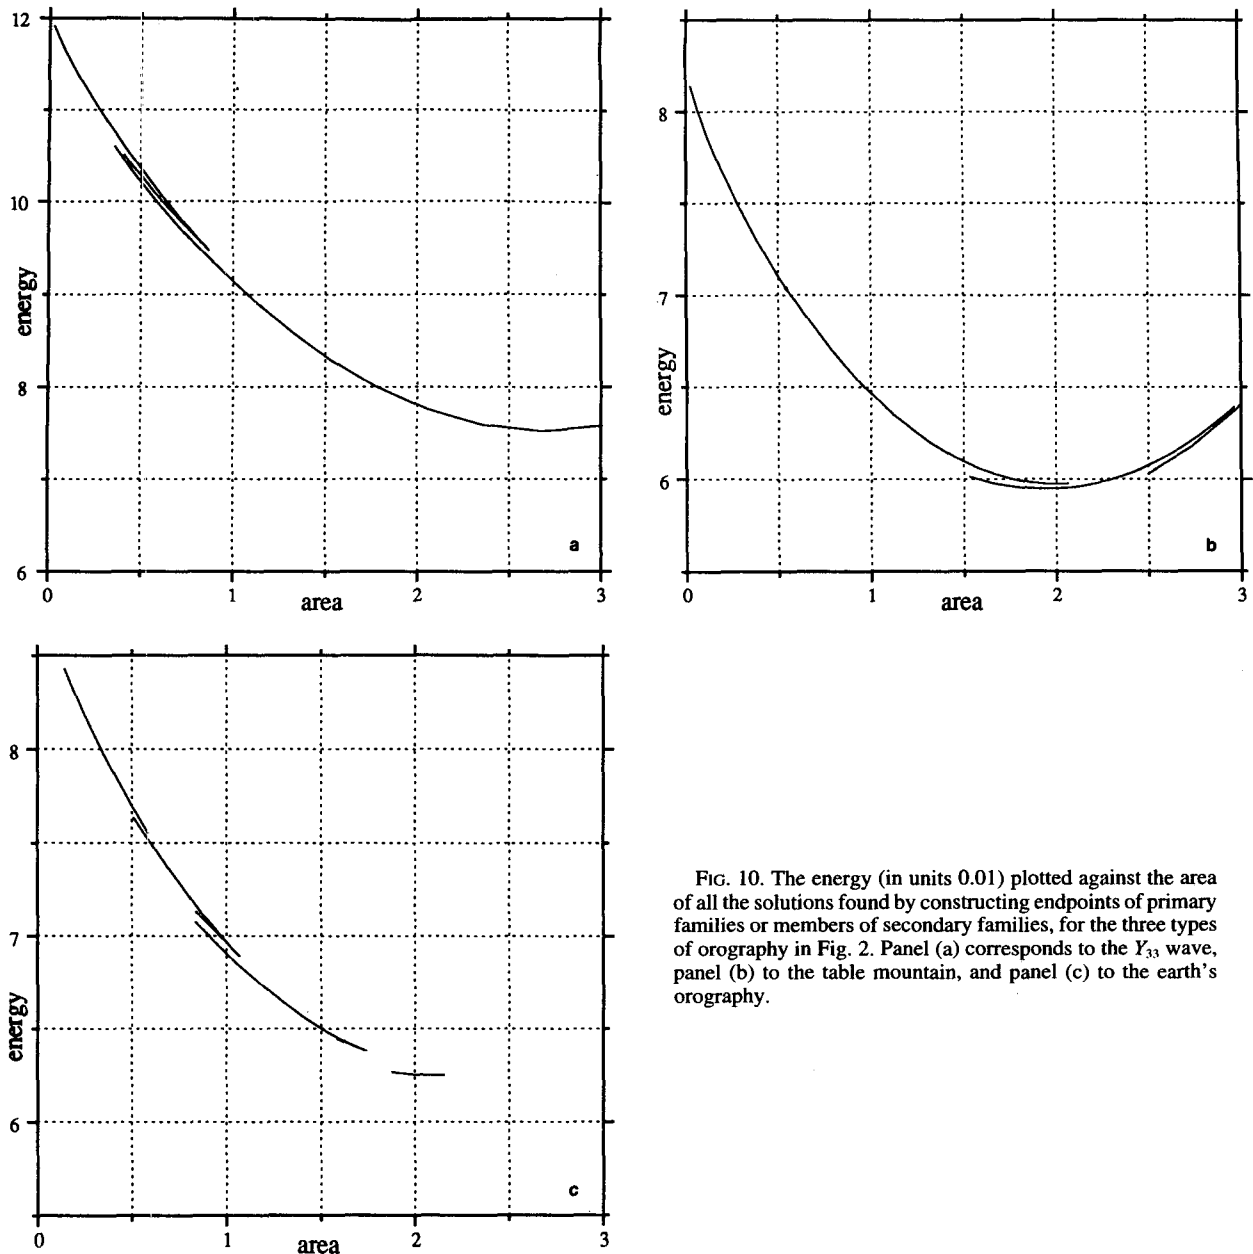 12
10
8
6
energy
0
1
2
3
area
a
8
7
6
energy
0
1
2
3
area
b
8
7
6
energy
0
1
2
3
area
c
FIG. 10. The energy (in units 0.01) plotted against the area
of all the solutions found by constructing endpoints of primary
families or members of secondary families, for the three types
of orography in Fig. 2. Panel (a) corresponds to the Y₃₃ wave,
panel (b) to the table mountain, and panel (c) to the earth's
orography.